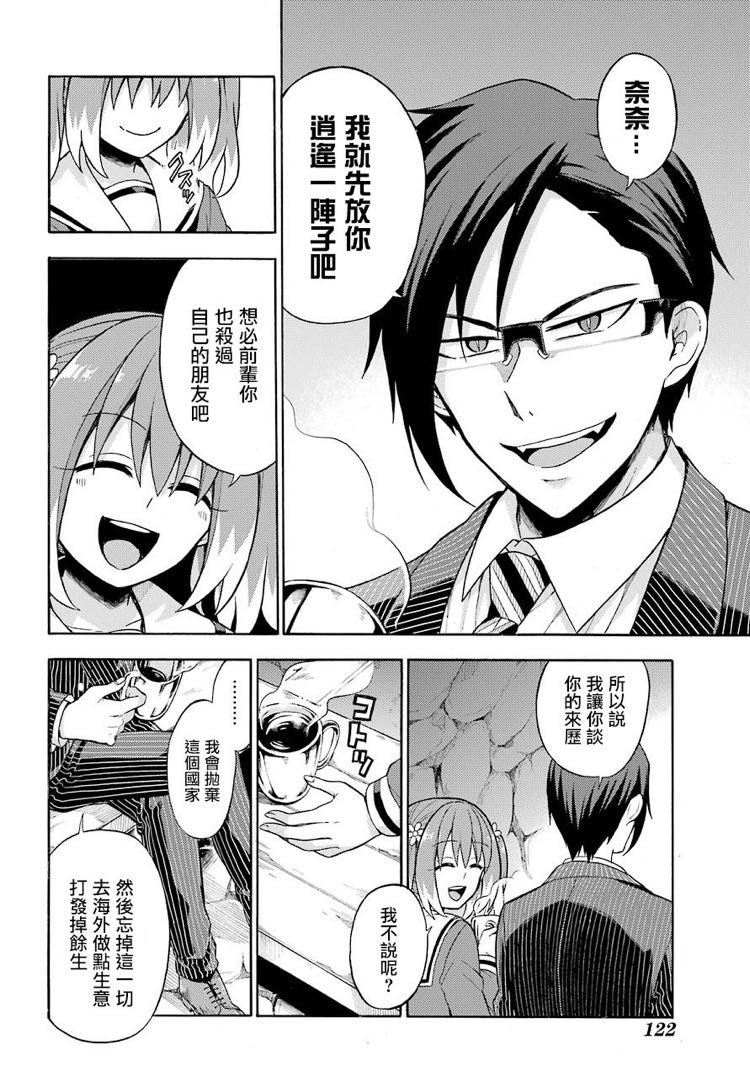 奈奈…
我就先放你
逍遙一陣子吧
クスッ
想必前輩你
也殺過
自己的朋友吧
所以說
我讓你談
你的來歷
我
不說呢?
コトッ
……
我會拋棄
這個國家
然後忘掉這一切
去海外做點生意
打發掉餘生
122